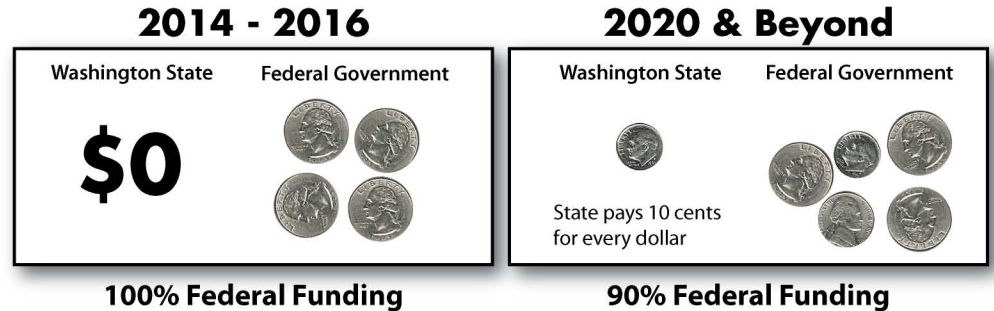 2014 - 2016
Washington State
Federal Government
$0
100% Federal Funding
2020 & Beyond
Washington State
Federal Government
State pays 10 cents
for every dollar
90% Federal Funding